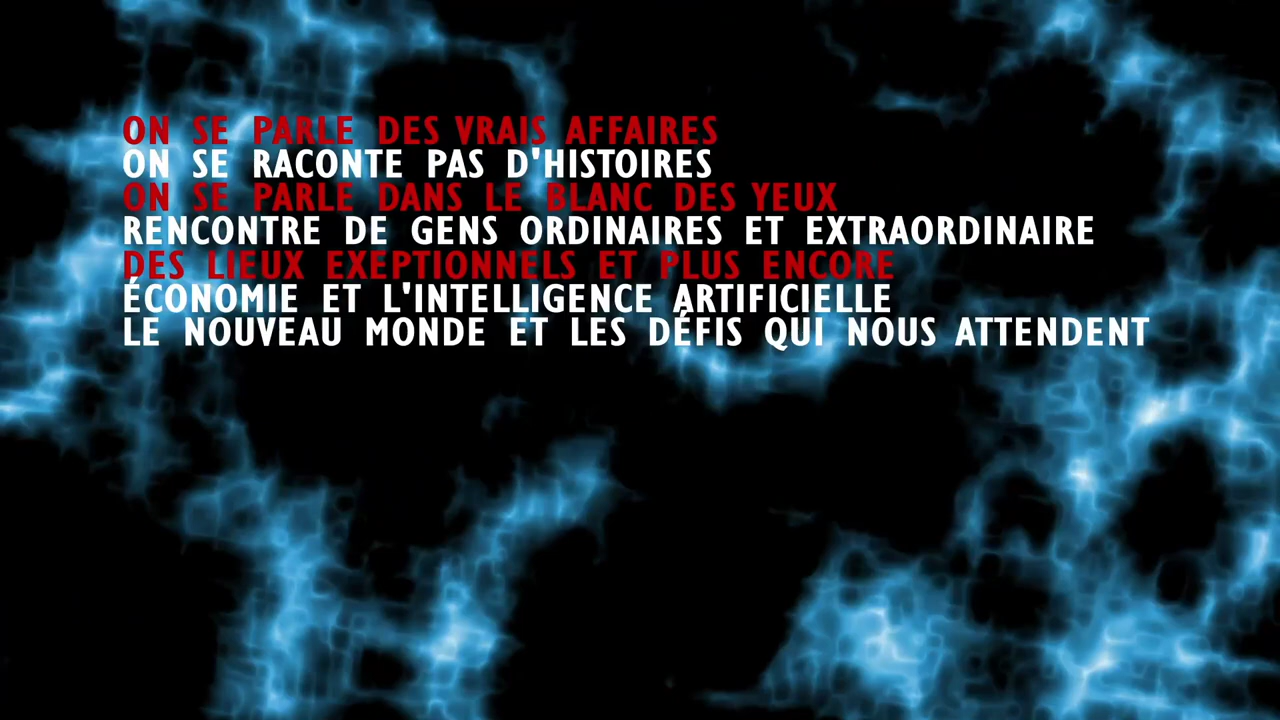 ON SE PARLE DES VRAIS AFFAIRES
ON SE RACONTE PAS D'HISTOIRES
ON SE PARLE DANS LE BLANC DES YEUX
RENCONTRE DE GENS ORDINAIRES ET EXTRAORDINAIRE
DES LIEUX EXEPTIONNELS ET PLUS ENCORE
ÉCONOMIE ET L'INTELLIGENCE ARTIFICIELLE
LE NOUVEAU MONDE ET LES DÉFIS QUI NOUS ATTENDENT